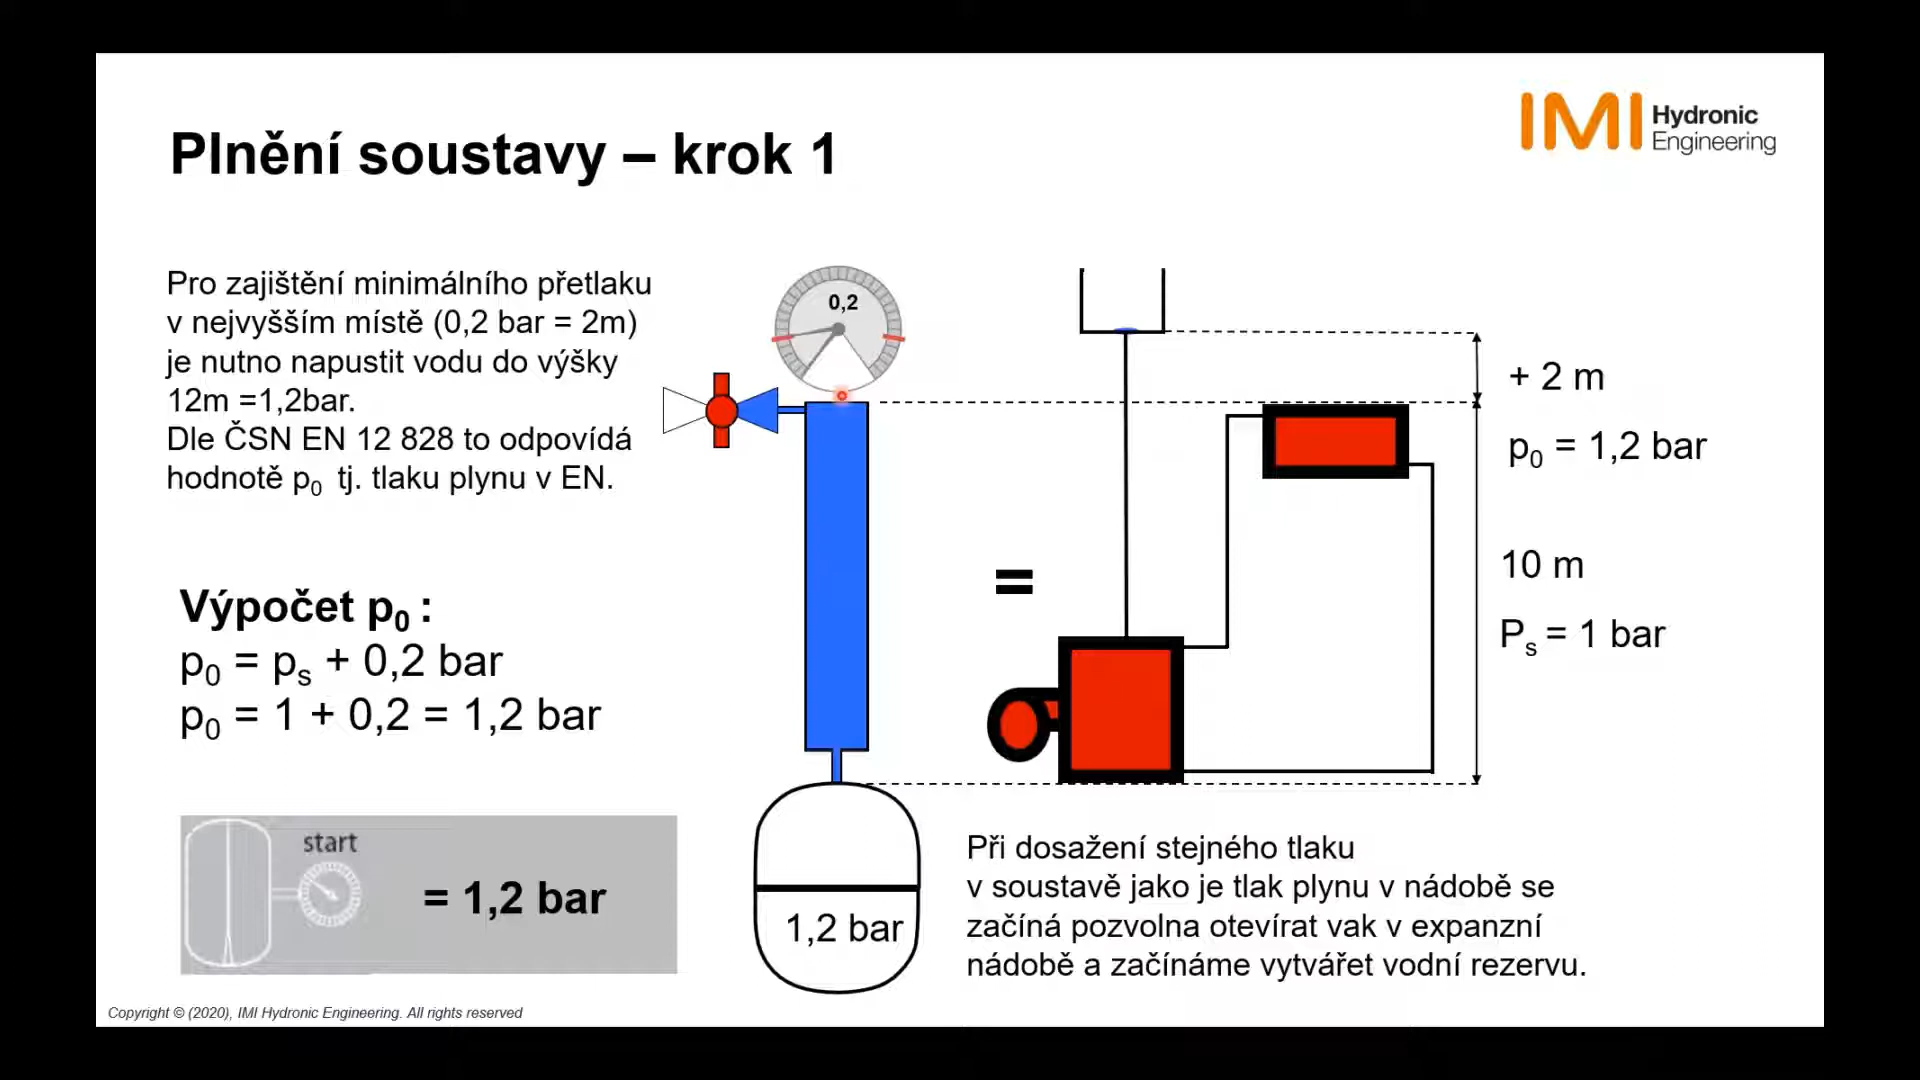 IMI Hydronic
Engineering
Plnění soustavy – krok 1
Pro zajištění minimálního přetlaku
v nejvyšším místě (0,2 bar = 2m)
je nutno napustit vodu do výšky
12m =1,2bar.
Dle ČSN EN 12 828 to odpovídá
hodnotě p0 tj. tlaku plynu v EN.
0,2
+ 2 m
p0 = 1,2 bar
=
10 m
Ps = 1 bar
Výpočet p0 :
p0 = ps + 0,2 bar
p0 = 1 + 0,2 = 1,2 bar
start
= 1,2 bar
1,2 bar
Při dosažení stejného tlaku
v soustavě jako je tlak plynu v nádobě se
začíná pozvolna otevírat vak v expanzní
nádobě a začínáme vytvářet vodní rezervu.
Copyright © (2020), IMI Hydronic Engineering. All rights reserved